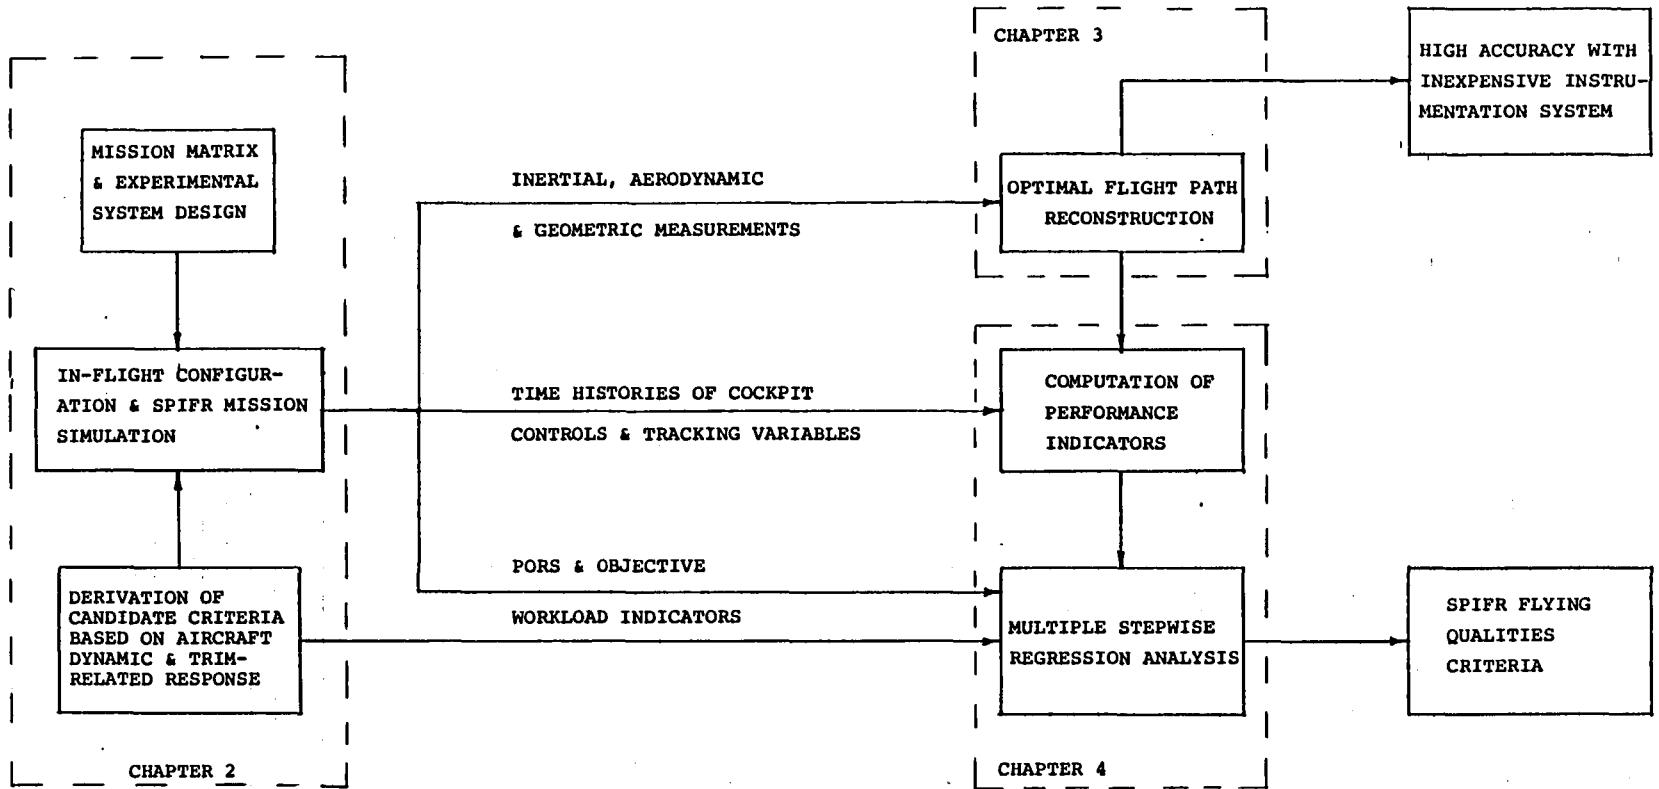 CHAPTER 3
HIGH ACCURACY WITH
INEXPENSIVE INSTRU-
MENTATION SYSTEM
MISSION MATRIX
& EXPERIMENTAL
SYSTEM DESIGN
INERTIAL, AERODYNAMIC
& GEOMETRIC MEASUREMENTS
OPTIMAL FLIGHT PATH
RECONSTRUCTION
IN-FLIGHT CONFIGUR-
ATION & SPIFR MISSION
SIMULATION
TIME HISTORIES OF COCKPIT
CONTROLS & TRACKING VARIABLES
COMPUTATION OF
PERFORMANCE
INDICATORS
DERIVATION OF
CANDIDATE CRITERIA
BASED ON AIRCRAFT
DYNAMIC & TRIM-
RELATED RESPONSE
PORS & OBJECTIVE
WORKLOAD INDICATORS
MULTIPLE STEPWISE
REGRESSION ANALYSIS
SPIFR FLYING
QUALITIES
CRITERIA
CHAPTER 2
CHAPTER 4